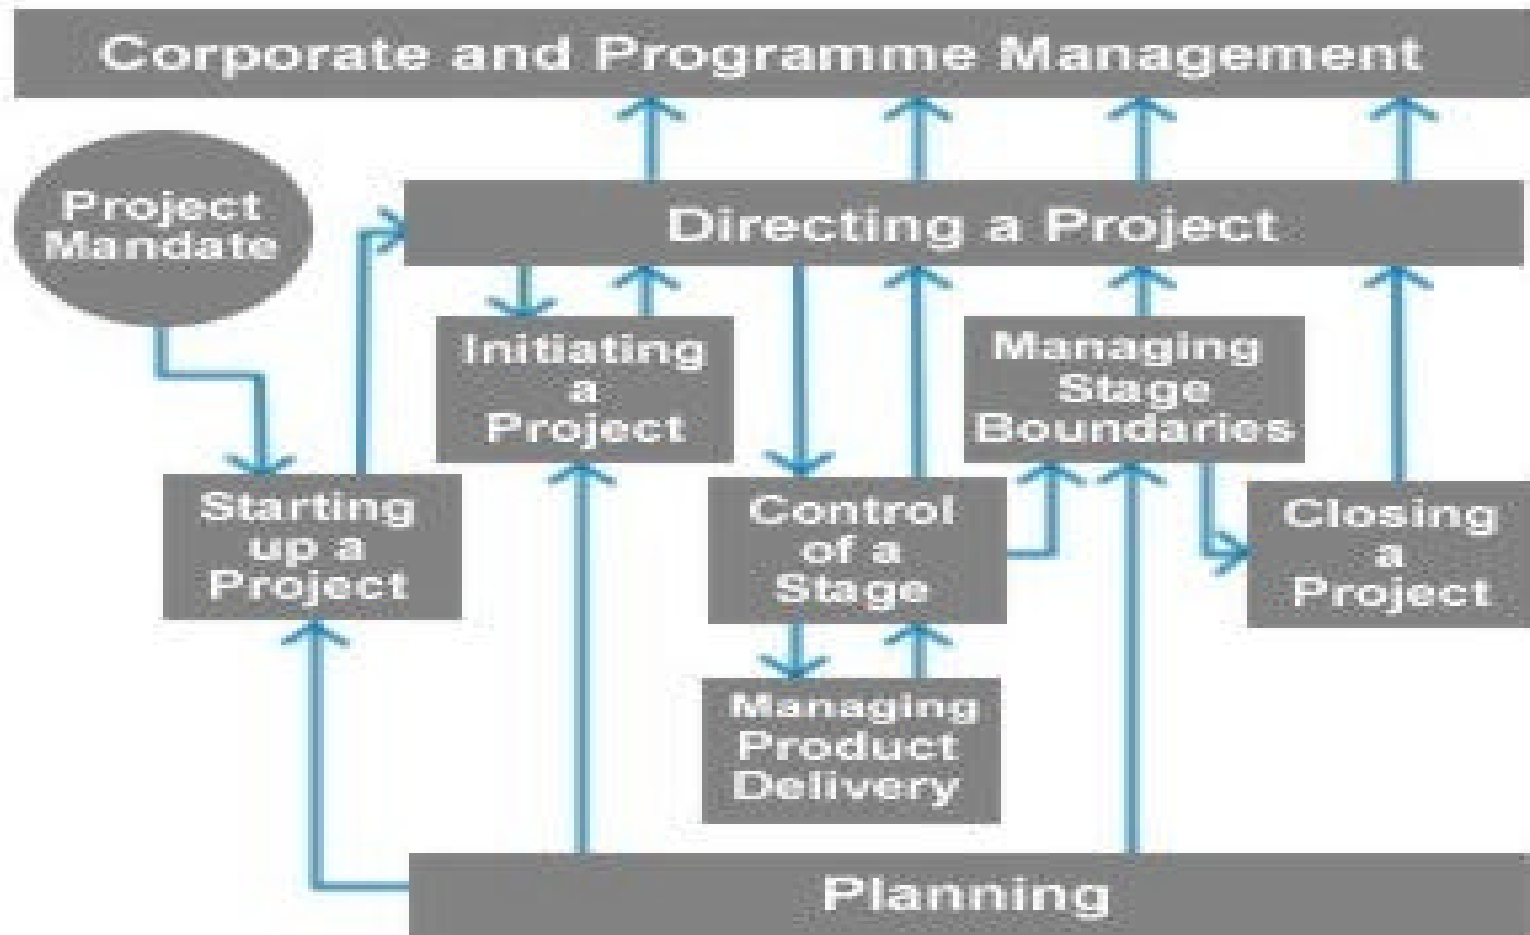 Corporate and Programme Management
Project
Mandate
Directing a Project
Initiating
a
Project
Managing
Stage
Boundaries
Starting
up a
Project
Control
of a
Stage
Closing
a
Project
Managing
Product
Delivery
Planning